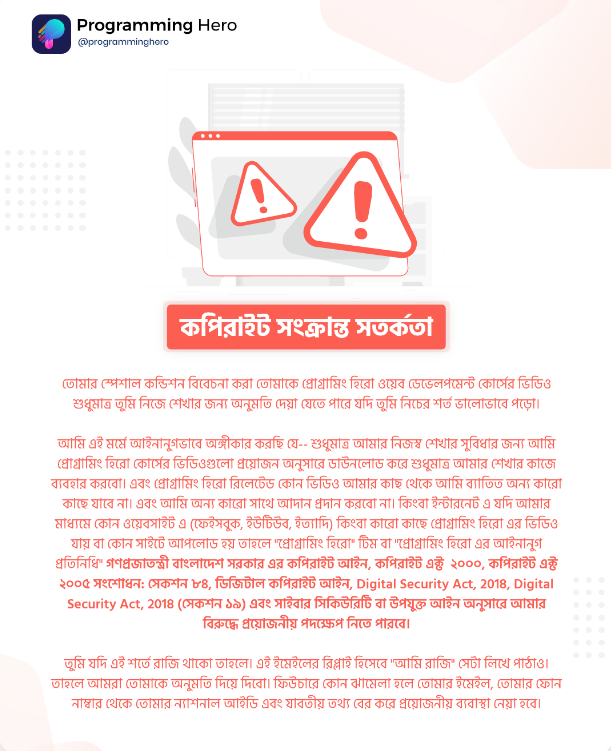 Programming Hero
@programminghero
কপিরাইট সংক্রান্ত সতর্কতা
তোমার স্পেশাল কন্ডিশন বিবেচনা করা তোমাকে প্রোগ্রামিং হিরো ওয়েব ডেভেলপমেন্ট কোর্সের ভিডিও
শুধুমাত্র তুমি নিজে শেখার জন্য অনুমতি দেয়া যেতে পারে যদি তুমি নিচের শর্ত ভালোভাবে পড়ো।
আমি এই মর্মে আইনানুগভাবে অঙ্গীকার করছি যে-- শুধুমাত্র আমার নিজস্ব শেখার সুবিধার জন্য আমি
প্রোগ্রামিং হিরো কোর্সের ভিডিওগুলো প্রয়োজন অনুসারে ডাউনলোড করে শুধুমাত্র আমার শেখার কাজে
ব্যবহার করবো। এবং প্রোগ্রামিং হিরো রিলেটেড কোন ভিডিও আমার কাছ থেকে আমি ব্যাতিত অন্য কারো
কাছে যাবে না। এবং আমি অন্য কারো সাথে আদান প্রদান করবো না। কিংবা ইন্টারনেট এ যদি আমার
মাধ্যমে কোন ওয়েবসাইট এ (ফেইসবুক, ইউটিউব, ইত্যাদি) কিংবা কারো কাছে প্রোগ্রামিং হিরো এর ভিডিও
যায় বা কোন সাইটে আপলোড হয় তাহলে "প্রোগ্রামিং হিরো" টিম বা "প্রোগ্রামিং হিরো এর আইনানুগ
প্রতিনিধি" গণপ্রজাতন্ত্রী বাংলাদেশ সরকার এর কপিরাইট আইন, কপিরাইট এক্ট ২০০০, কপিরাইট এক্ট
২০০৫ সংশোধন: সেকশন ৮৪, ডিজিটাল কপিরাইট আইন, Digital Security Act, 2018, Digital
Security Act, 2018 (সেকশন ১৯) এবং সাইবার সিকিউরিটি বা উপযুক্ত আইন অনুসারে আমার
বিরুদ্ধে প্রয়োজনীয় পদক্ষেপ নিতে পারবে।
তুমি যদি এই শর্তে রাজি থাকো তাহলে। এই ইমেইলের রিপ্লাই হিসেবে "আমি রাজি" সেটা লিখে পাঠাও।
তাহলে আমরা তোমাকে অনুমতি দিয়ে দিবো। ফিউচারে কোন ঝামেলা হলে তোমার ইমেইল, তোমার ফোন
নাম্বার থেকে তোমার ন্যাশনাল আইডি এবং যাবতীয় তথ্য বের করে প্রয়োজনীয় ব্যবাস্থা নেয়া হবে।